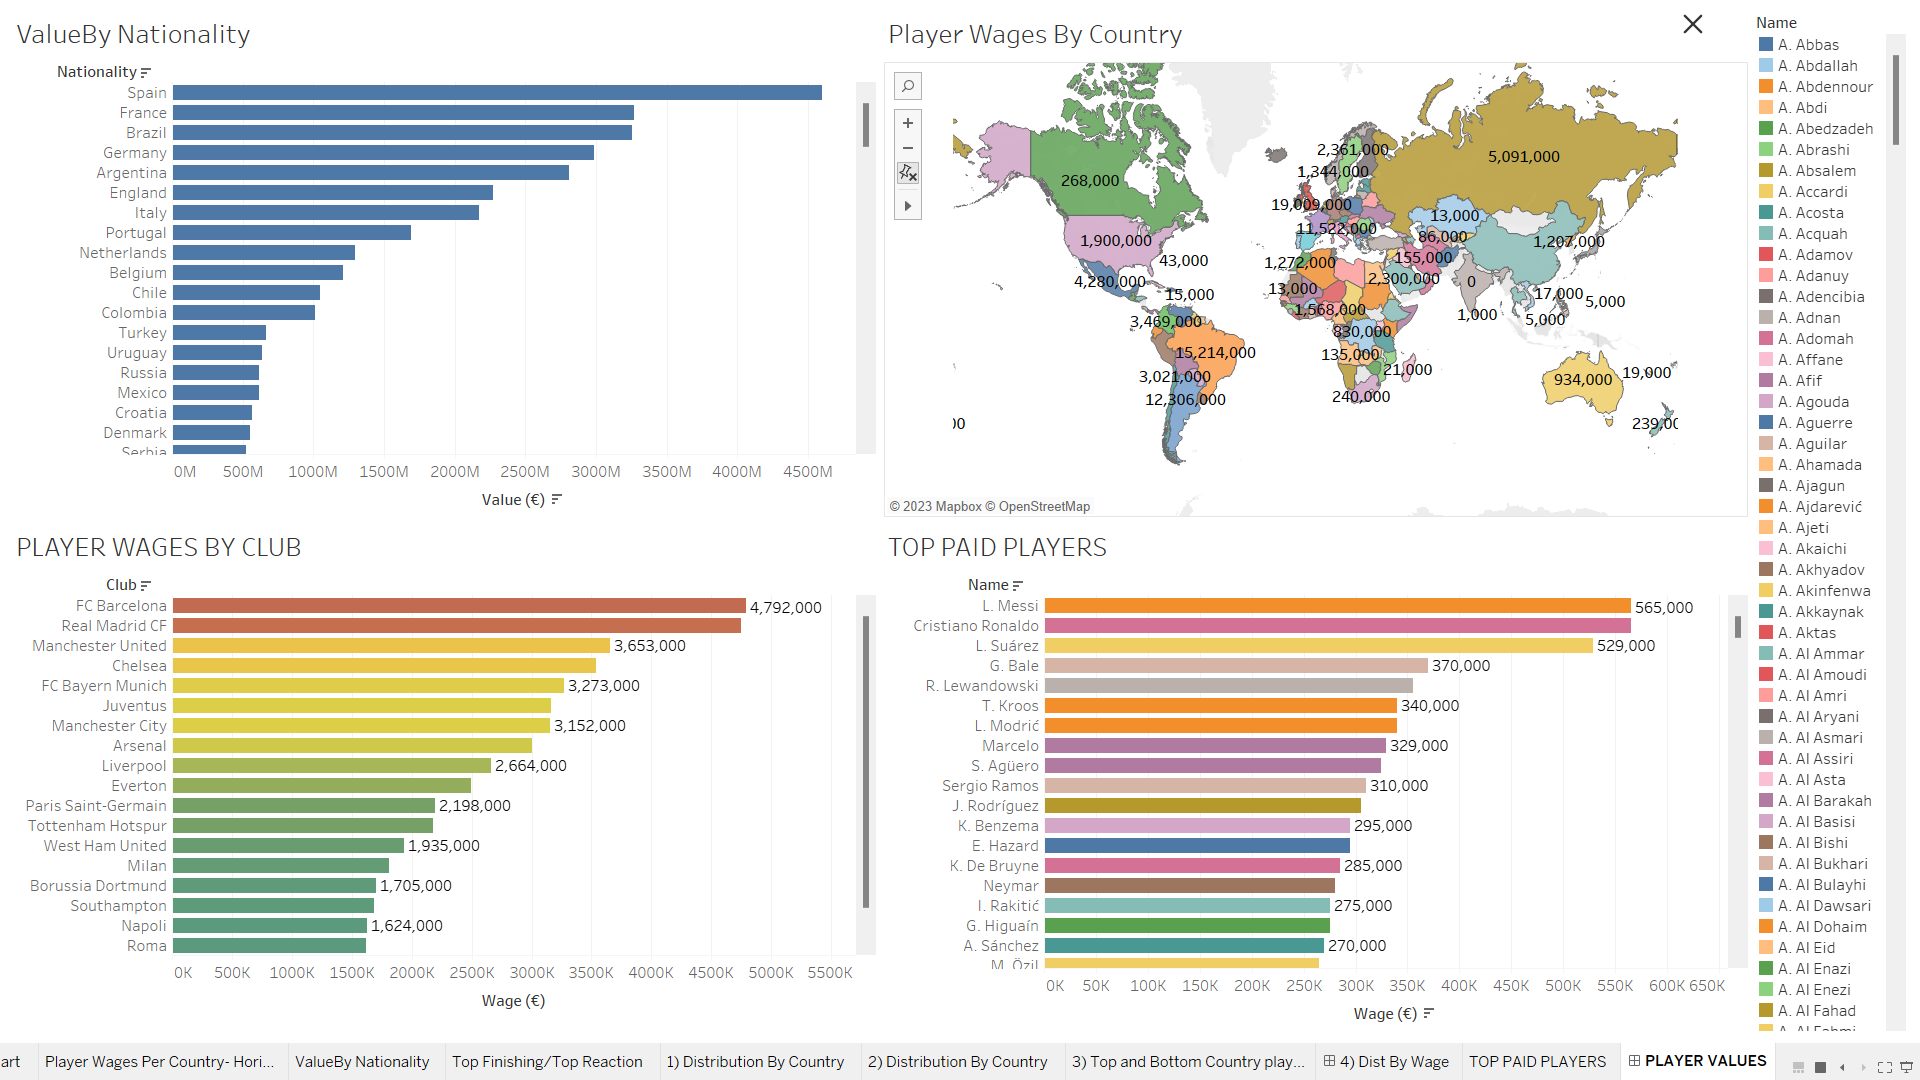 ValueBy Nationality
Nationality
Spain
France
Brazil
Germany
Argentina
England
Italy
Portugal
Netherlands
Belgium
Chile
Colombia
Turkey
Uruguay
Russia
Mexico
Croatia
Denmark
Serbia
0M 500M 1000M 1500M 2000M 2500M 3000M 3500M 4000M 4500M
Value (€)
Player Wages By Country
2,361,000
5,091,000
1,344,000
268,000
19,009,000
13,000
11,522,000
86,000
1,900,000
1,207,000
43,000
1,272,000
155,000
4,280,000
2,300,000
0
15,000
13,000
17,000
5,000
1,568,000
1,000
5,000
3,469,000
830,000
15,214,000
135,000
21,000
19,000
3,021,000
934,000
12,306,000
240,000
239,00
00
© 2023 Mapbox © OpenStreetMap
PLAYER WAGES BY CLUB
Club
FC Barcelona 4,792,000
Real Madrid CF
Manchester United 3,653,000
Chelsea
FC Bayern Munich 3,273,000
Juventus
Manchester City 3,152,000
Arsenal
Liverpool 2,664,000
Everton
Paris Saint-Germain 2,198,000
Tottenham Hotspur
West Ham United 1,935,000
Milan
Borussia Dortmund 1,705,000
Southampton
Napoli 1,624,000
Roma
0K 500K 1000K 1500K 2000K 2500K 3000K 3500K 4000K 4500K 5000K 5500K
Wage (€)
TOP PAID PLAYERS
Name
L. Messi 565,000
Cristiano Ronaldo
L. Suárez 529,000
G. Bale 370,000
R. Lewandowski
T. Kroos 340,000
L. Modrić
Marcelo 329,000
S. Agüero
Sergio Ramos 310,000
J. Rodríguez
K. Benzema 295,000
E. Hazard
K. De Bruyne 285,000
Neymar
I. Rakitić 275,000
G. Higuaín
A. Sánchez 270,000
M. Özil
0K 50K 100K 150K 200K 250K 300K 350K 400K 450K 500K 550K 600K 650K
Wage (€)
Name
A. Abbas
A. Abdallah
A. Abdennour
A. Abdi
A. Abedzadeh
A. Abrashi
A. Absalem
A. Accardi
A. Acosta
A. Acquah
A. Adamov
A. Adanuy
A. Adencibia
A. Adnan
A. Adomah
A. Affane
A. Afif
A. Agouda
A. Aguerre
A. Aguilar
A. Ahamada
A. Ajagun
A. Ajdarević
A. Ajeti
A. Akaichi
A. Akhyadov
A. Akinfenwa
A. Akkaynak
A. Aktas
A. Al Ammar
A. Al Amoudi
A. Al Amri
A. Al Aryani
A. Al Asmari
A. Al Assiri
A. Al Asta
A. Al Barakah
A. Al Basisi
A. Al Bishi
A. Al Bukhari
A. Al Bulayhi
A. Al Dawsari
A. Al Dohaim
A. Al Eid
A. Al Enazi
A. Al Enezi
A. Al Fahad
A. Al Fahmi
art Player Wages Per Country- Hori... ValueBy Nationality Top Finishing/Top Reaction 1) Distribution By Country 2) Distribution By Country 3) Top and Bottom Country play... 4) Dist By Wage TOP PAID PLAYERS PLAYER VALUES